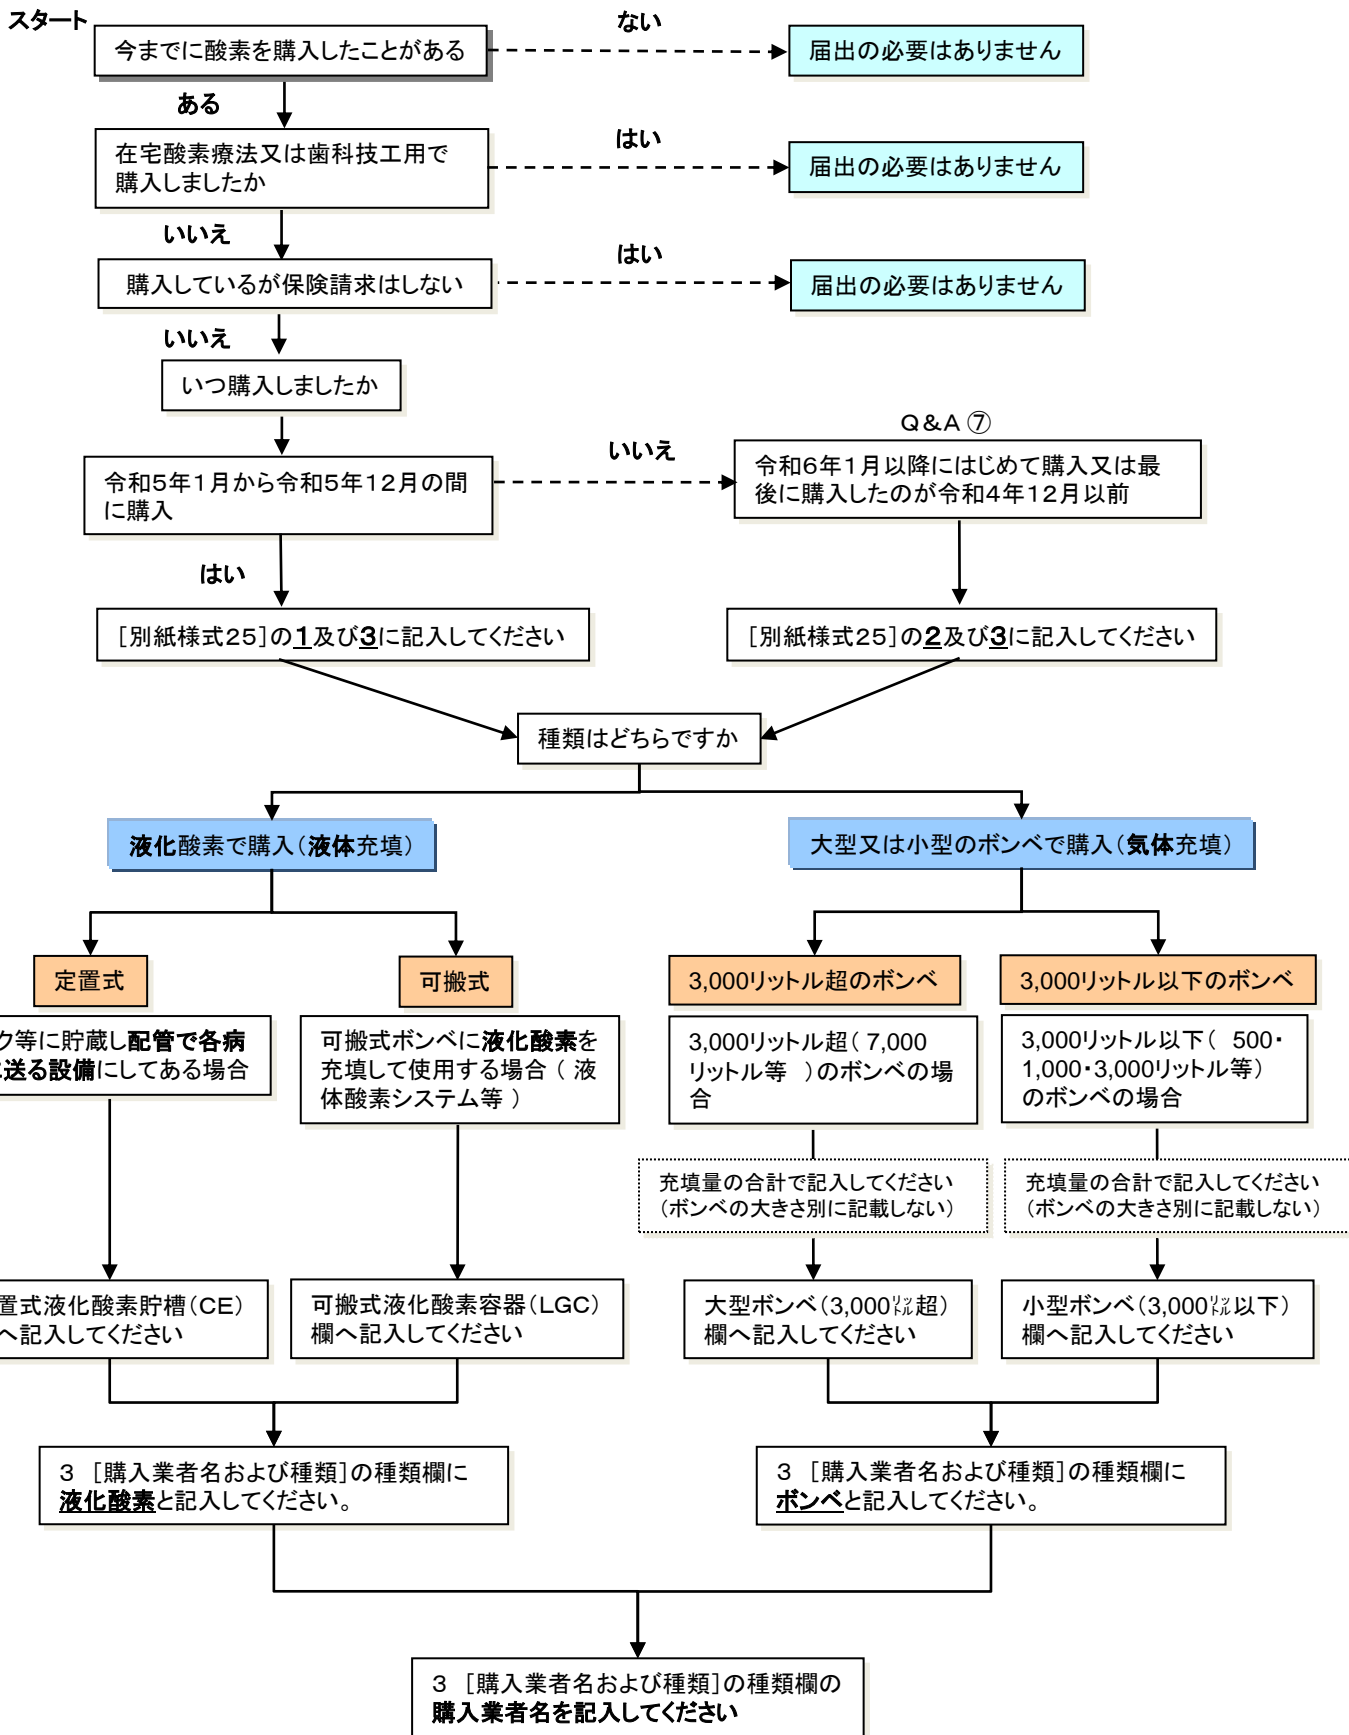 スタート
今までに酸素を購入したことがある
ない
届出の必要はありません
ある
在宅酸素療法又は歯科技工用で
購入しましたか
はい
届出の必要はありません
いいえ
購入しているが保険請求はしない
はい
届出の必要はありません
いいえ
いつ購入しましたか
Q&A ⑦
令和5年1月から令和5年12月の間
に購入
いいえ
令和6年1月以降にはじめて購入又は最
後に購入したのが令和4年12月以前
はい
[別紙様式25]の1及び3に記入してください
[別紙様式25]の2及び3に記入してください
種類はどちらですか
液化酸素で購入(液体充填)
大型又は小型のボンベで購入(気体充填)
定置式
可搬式
3,000リットル超のボンベ
3,000リットル以下のボンベ
ク等に貯蔵し配管で各病
送る設備にしてある場合
可搬式ボンベに液化酸素を
充填して使用する場合( 液
体酸素システム等 )
3,000リットル超( 7,000
リットル等 )のボンベの場
合
3,000リットル以下( 500・
1,000・3,000リットル等)
のボンベの場合
充填量の合計で記入してください
(ボンベの大きさ別に記載しない)
充填量の合計で記入してください
(ボンベの大きさ別に記載しない)
置式液化酸素貯槽(CE)
へ記入してください
可搬式液化酸素容器(LGC)
欄へ記入してください
大型ボンベ(3,000㍑超)
欄へ記入してください
小型ボンベ(3,000㍑以下)
欄へ記入してください
3 [購入業者名および種類]の種類欄に
液化酸素と記入してください。
3 [購入業者名および種類]の種類欄に
ボンベと記入してください。
3 [購入業者名および種類]の種類欄の
購入業者名を記入してください